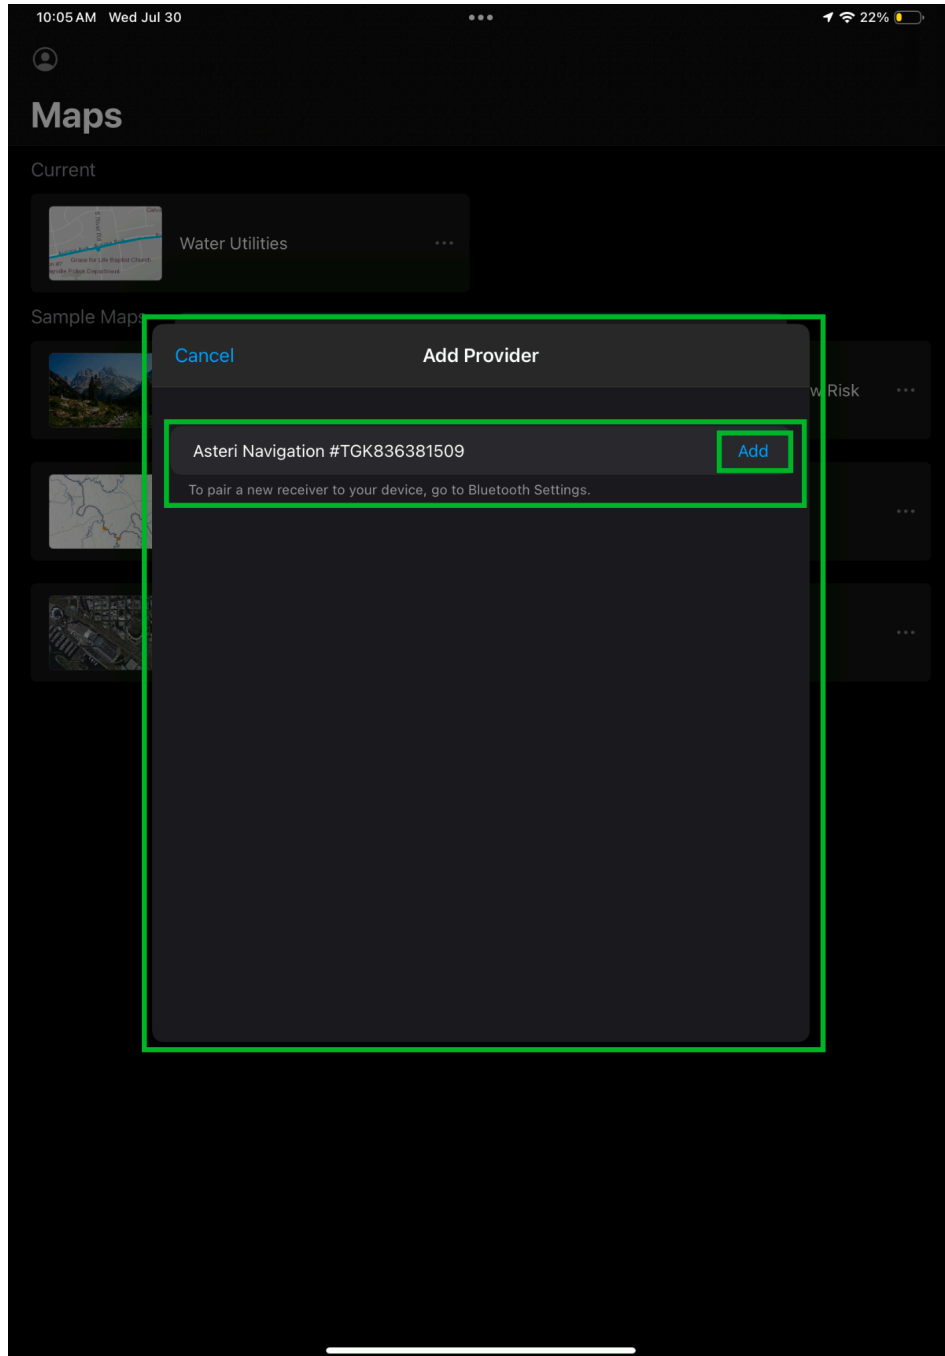 10:05 AM Wed Jul 30
22%
Maps
Current
Water Utilities
Sample Maps
Cancel
Add Provider
w Risk
Asteri Navigation #TGK836381509
Add
To pair a new receiver to your device, go to Bluetooth Settings.